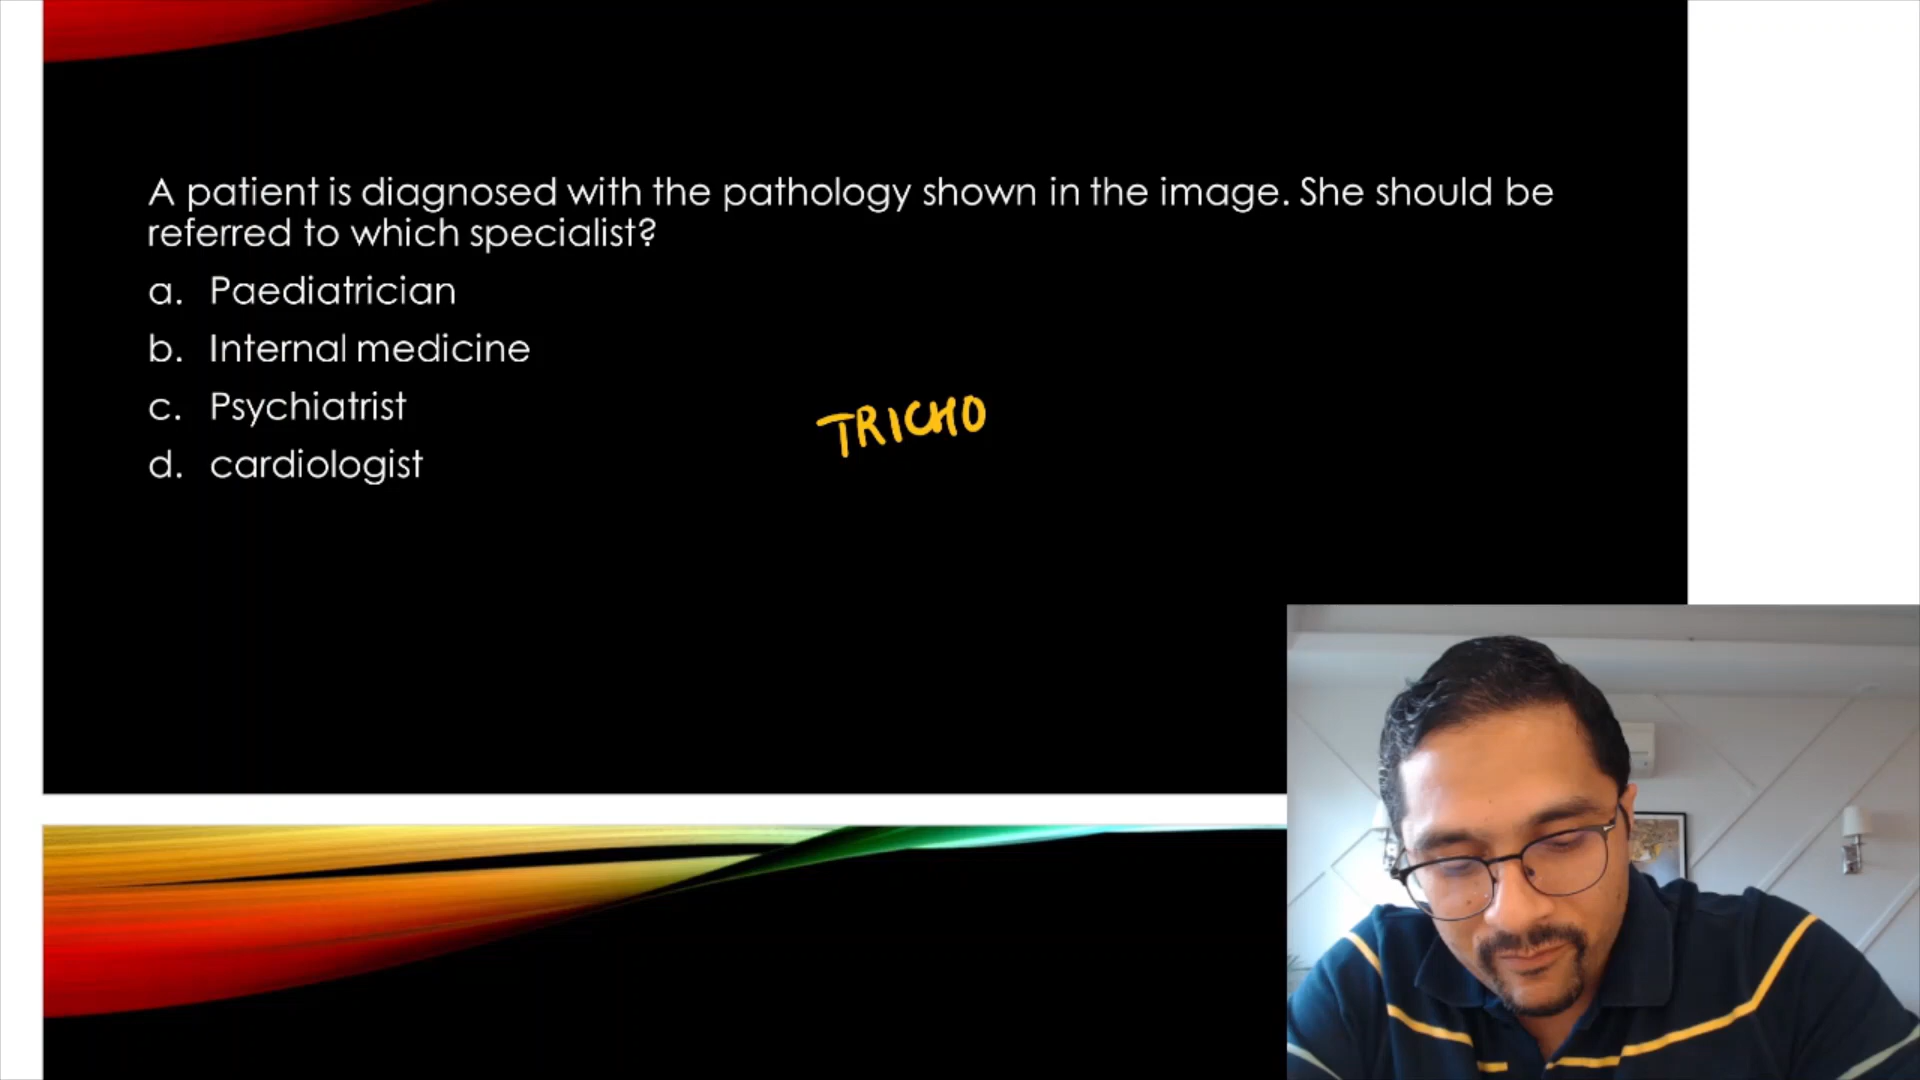 A patient is diagnosed with the pathology shown in the image. She should be
referred to which specialist?
a. Paediatrician
b. Internal medicine
c. Psychiatrist
TRICHO
d. cardiologist